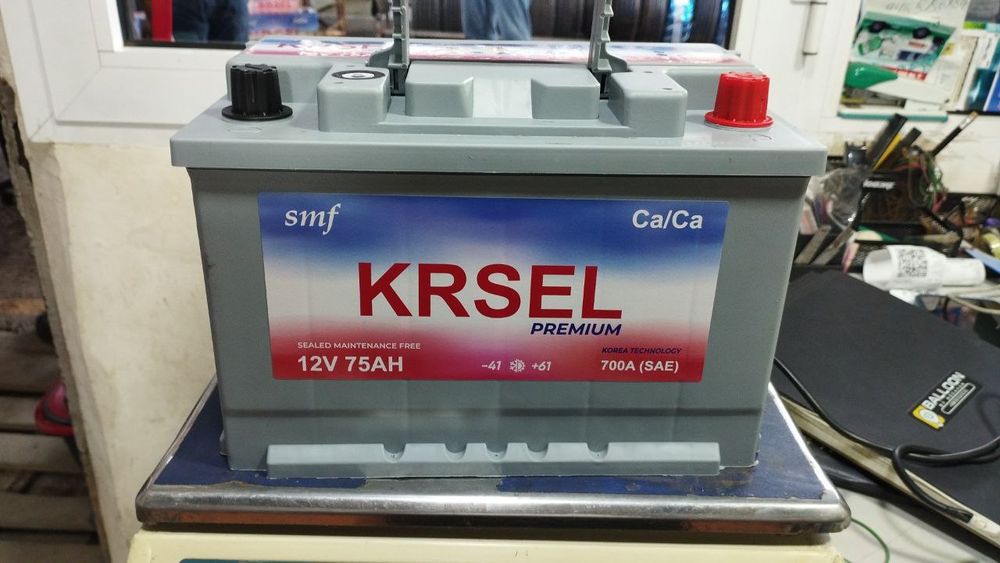 smf
Ca/Ca
KRSEL
PREMIUM
SEALED MAINTENANCE FREE
12V 75AH
-41 +61
KOREA TECHNOLOGY
700A (SAE)
BALLOON